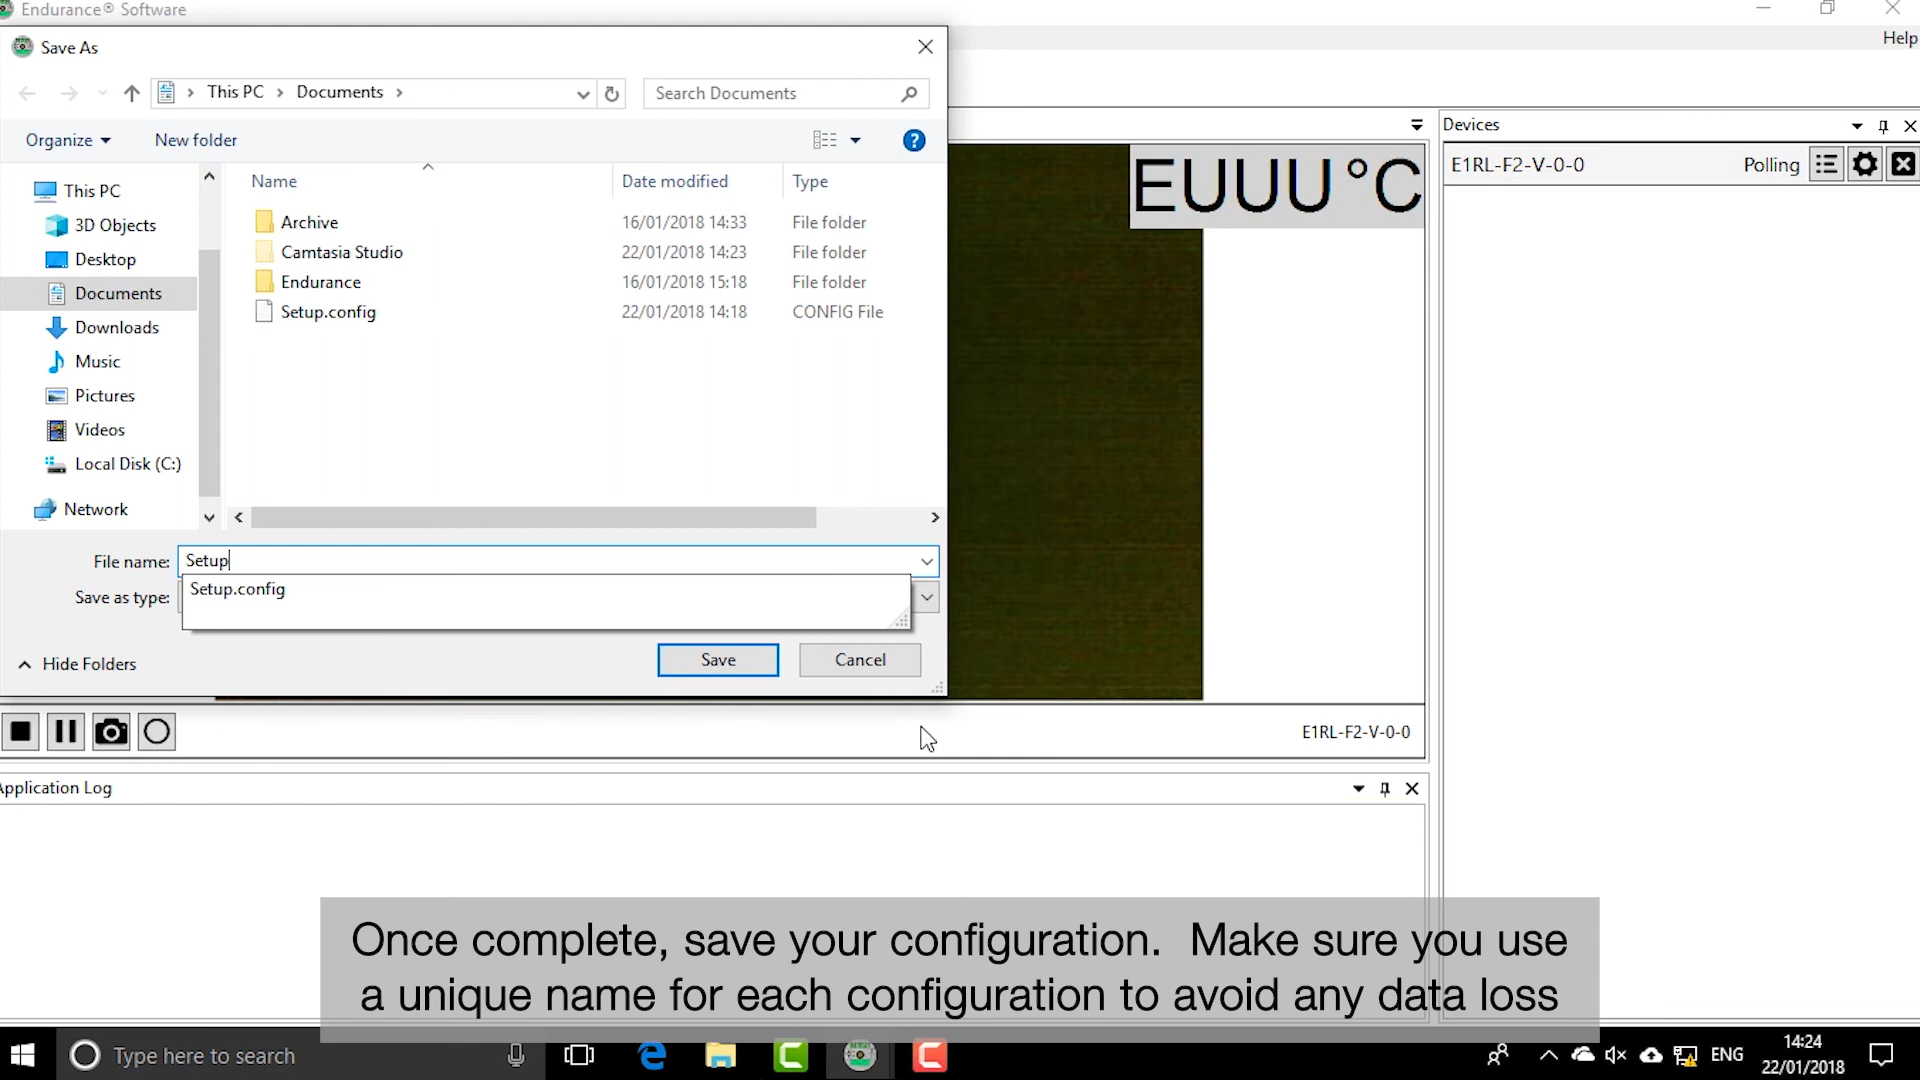 Endurance® Software
Save As
Help
This PC
Documents
Search Documents
Organize
New folder
Devices
E1RL-F2-V-0-0
Polling
EUUU °C
Name
Date modified
Type
This PC
3D Objects
Desktop
Documents
Downloads
Music
Pictures
Videos
Local Disk (C:)
Network
Archive 16/01/2018 14:33 File folder
Camtasia Studio 22/01/2018 14:23 File folder
Endurance 16/01/2018 15:18 File folder
Setup.config 22/01/2018 14:18 CONFIG File
File name: Setup
Setup.config
Save as type:
Hide Folders
Save
Cancel
E1RL-F2-V-0-0
Application Log
Once complete, save your configuration. Make sure you use
a unique name for each configuration to avoid any data loss
Type here to search
ENG
14:24
22/01/2018